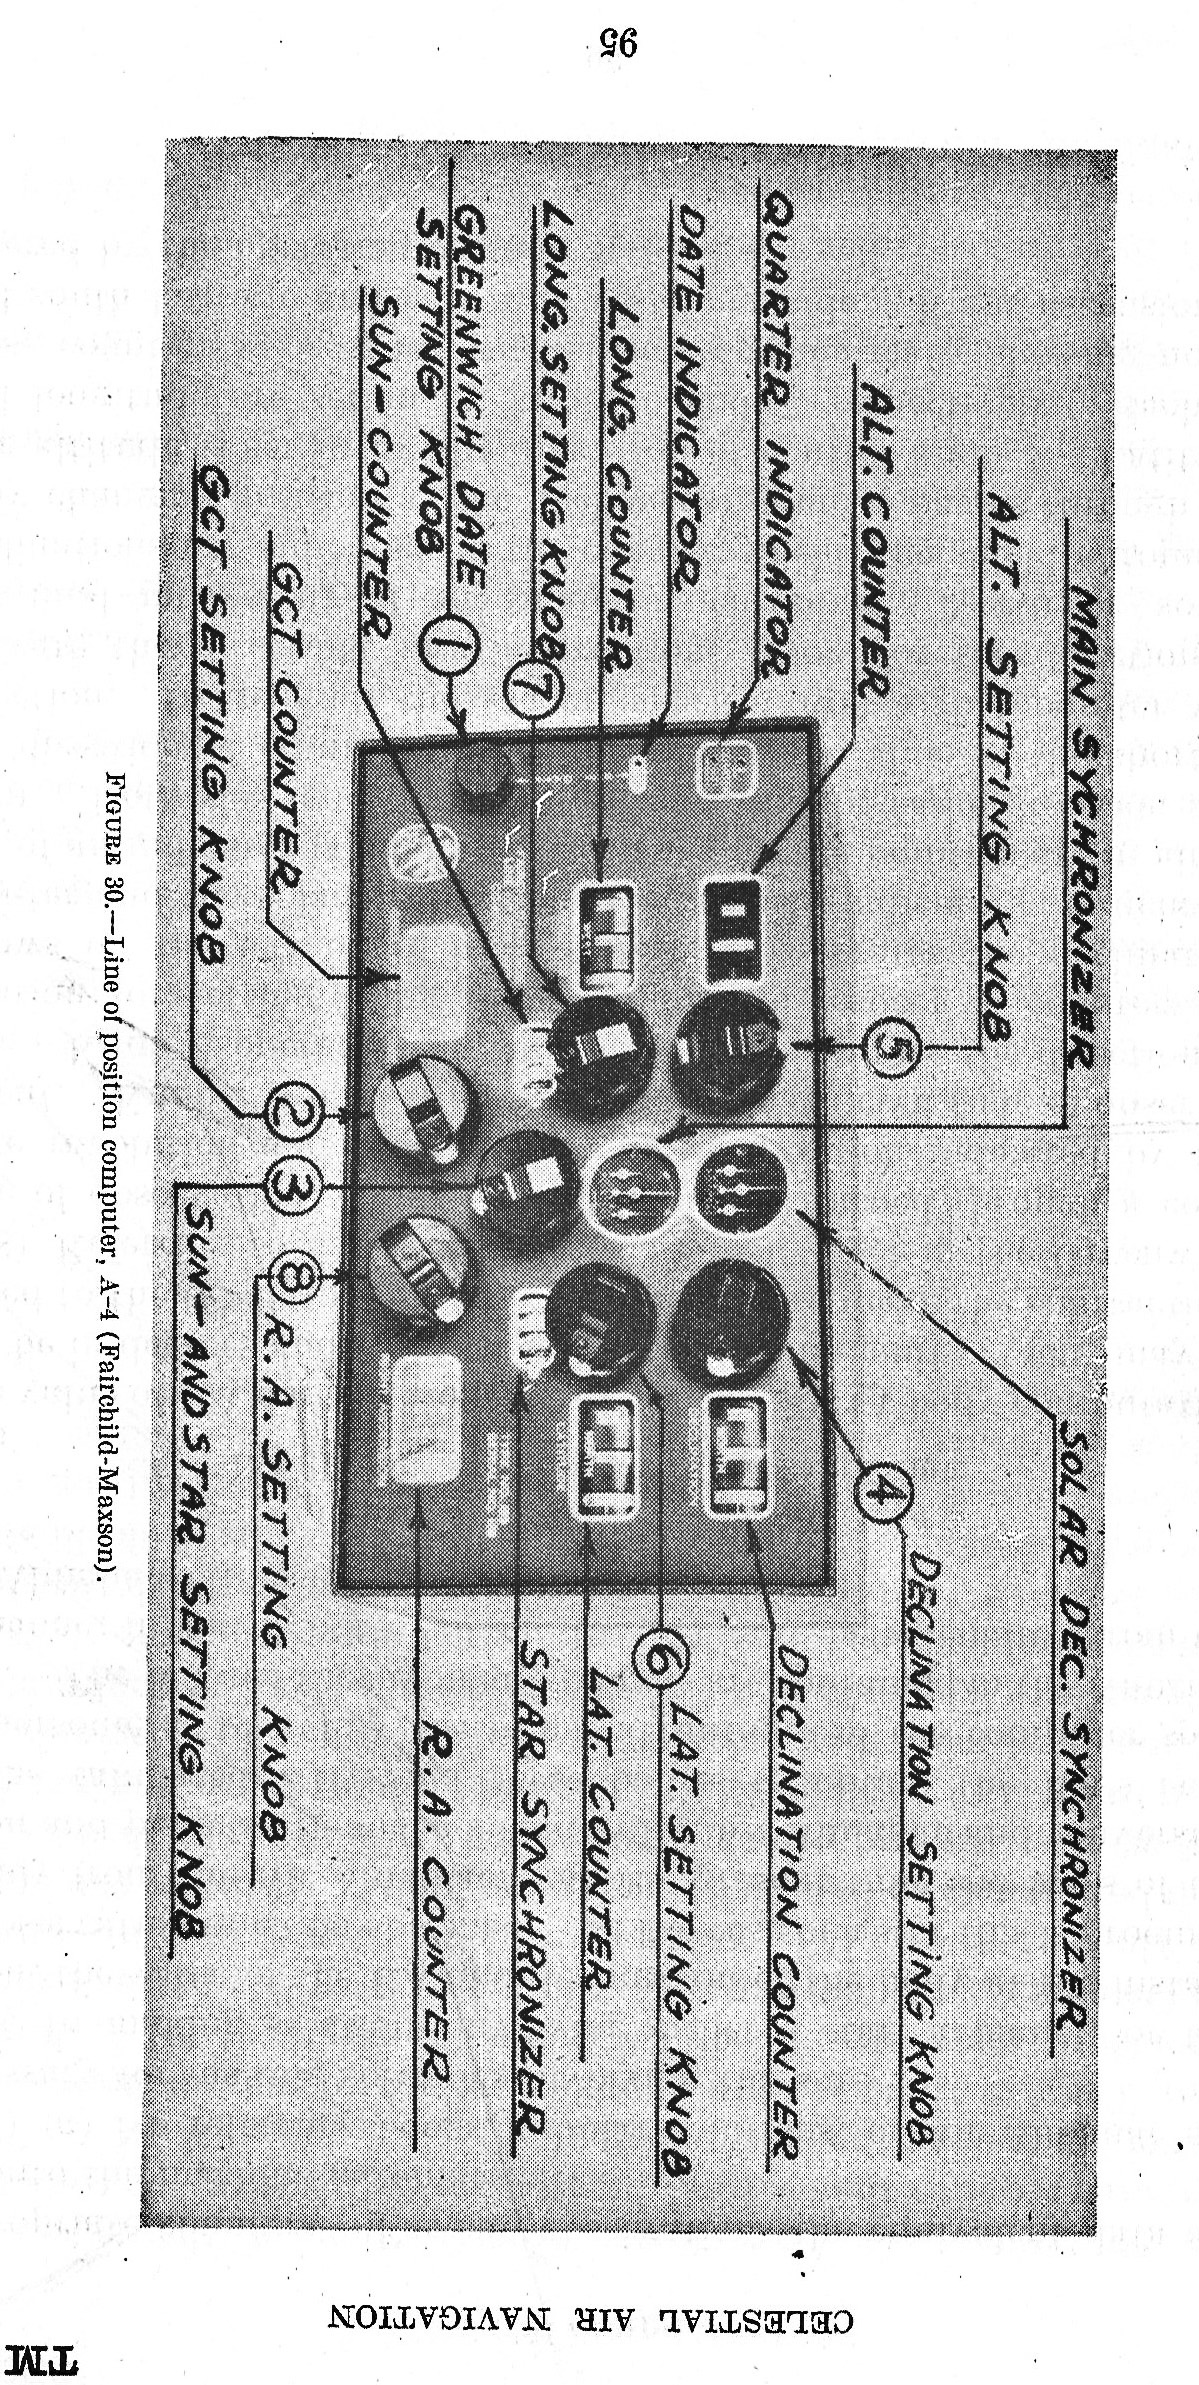 TM
CELESTIAL AIR NAVIGATION
MAIN SYCHRONIZER
SOLAR DEC. SYNCHRONIZER
ALT. SETTING KNOB
5
ALT. COUNTER
4
DECLINATION SETTING KNOB
QUARTER INDICATOR
DECLINATION COUNTER
DATE INDICATOR
6
LAT. SETTING KNOB
LONG. COUNTER
LAT. COUNTER
LONG. SETTING KNOB
7
STAR SYNCHRONIZER
GREENWICH DATE
SETTING KNOB
1
R.A. COUNTER
SUN-COUNTER
GCT COUNTER
2
3
8
R.A. SETTING KNOB
GCT SETTING KNOB
SUN-AND STAR SETTING KNOB
FIGURE 30.—Line of position computer, A-4 (Fairchild-Maxson).
95